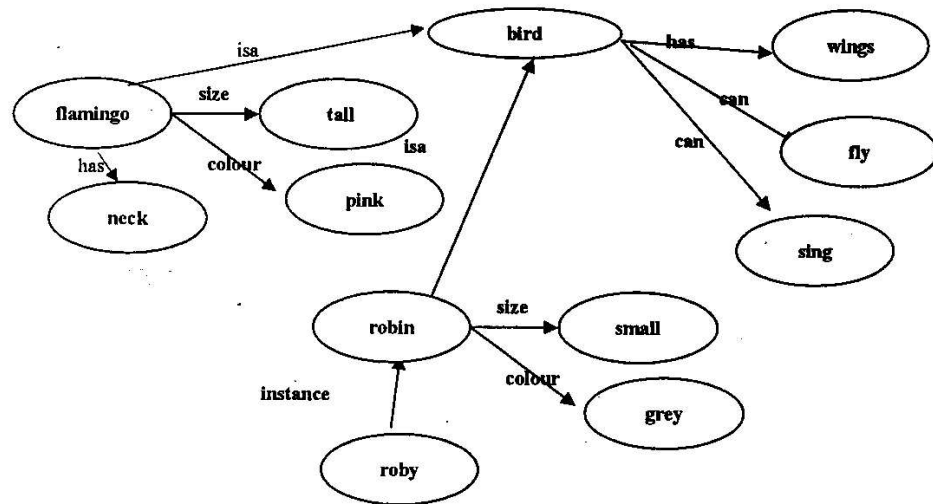 bird
isa
has
wings
flamingo
size
tall
can
isa
colour
can
fly
has
pink
neck
sing
robin
size
small
instance
colour
grey
roby